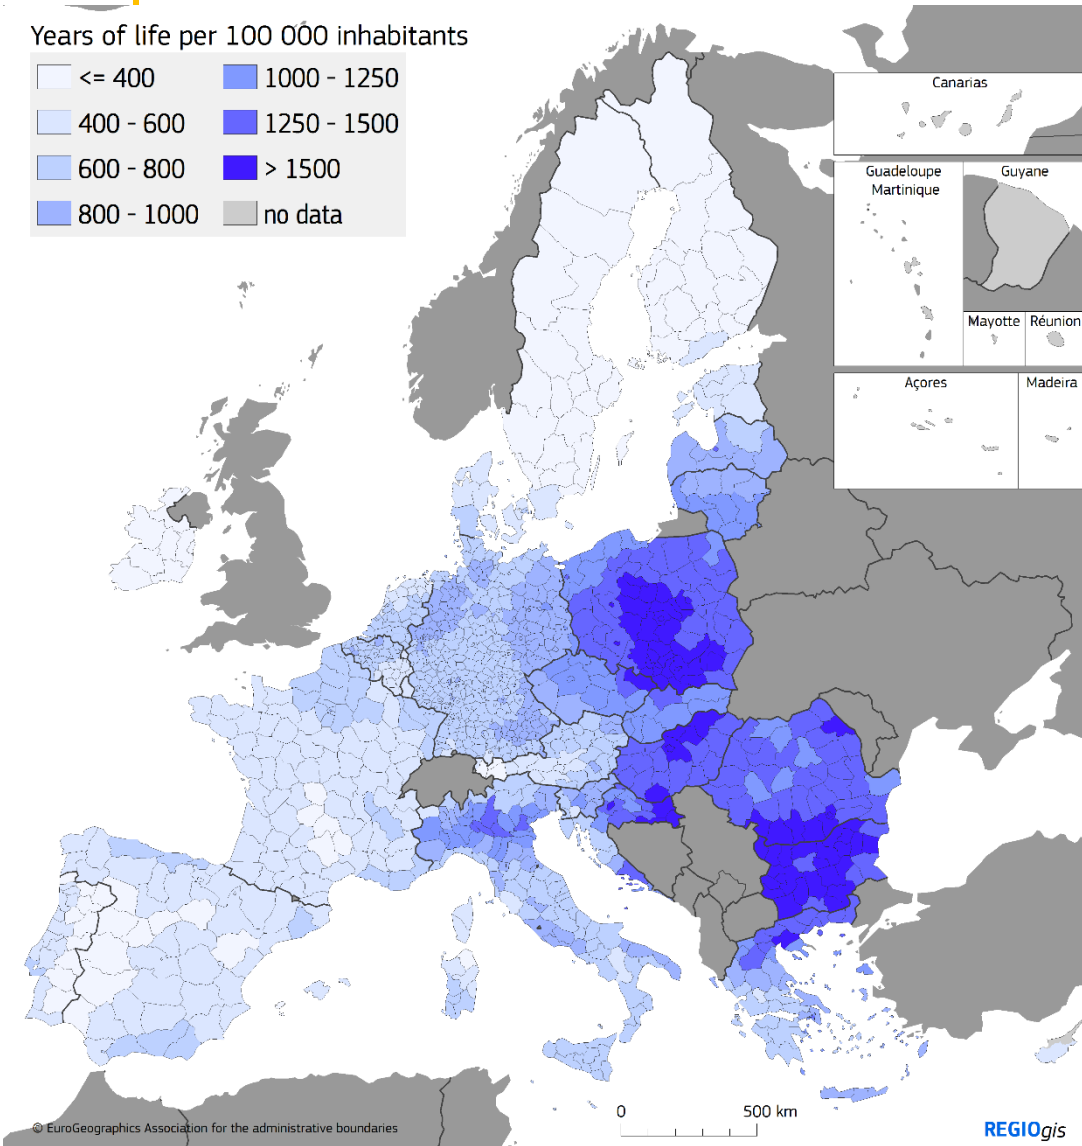 Years of life per 100 000 inhabitants
<= 400
1000 - 1250
400 - 600
1250 - 1500
600 - 800
> 1500
800 - 1000
no data
Canarias
Guadeloupe
Martinique
Guyane
Mayotte
Réunion
Açores
Madeira
0
500 km
© EuroGeographics Association for the administrative boundaries
REGIOgis